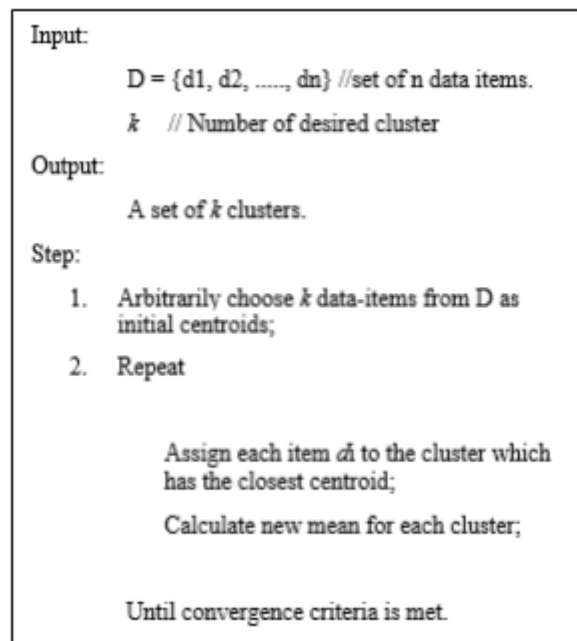 Input:
D = {d1, d2, ....., dn} //set of n data items.
k // Number of desired cluster
Output:
A set of k clusters.
Step:
1. Arbitrarily choose k data-items from D as
initial centroids;
2. Repeat
Assign each item di to the cluster which
has the closest centroid;
Calculate new mean for each cluster;
Until convergence criteria is met.